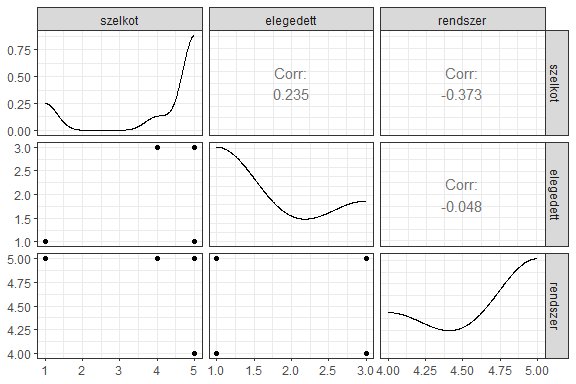 szelkot elegedett rendszer
0.75
0.50
0.25
0.00
Corr:
0.235
Corr:
-0.373
szelkot
3.0
2.5
2.0
1.5
1.0
Corr:
-0.048
elegedett
5.00
4.75
4.50
4.25
4.00
rendszer
1 2 3 4 5 1.0 1.5 2.0 2.5 3.0 4.00 4.25 4.50 4.75 5.00